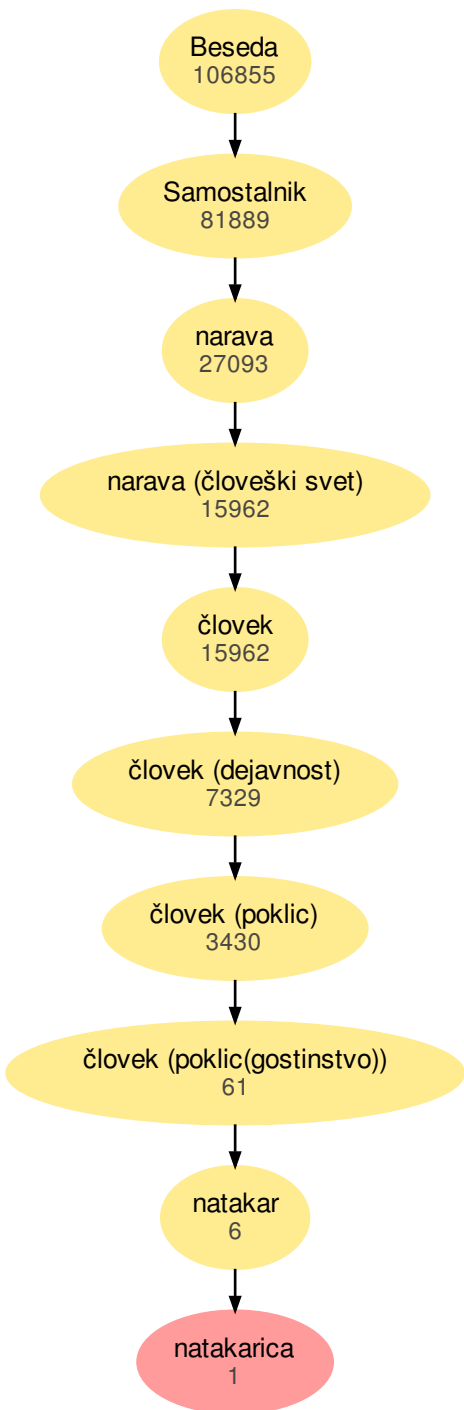 Beseda
106855
Samostalnik
81889
narava
27093
narava (človeški svet)
15962
človek
15962
človek (dejavnost)
7329
človek (poklic)
3430
človek (poklic(gostinstvo))
61
natakar
6
natakarica
1